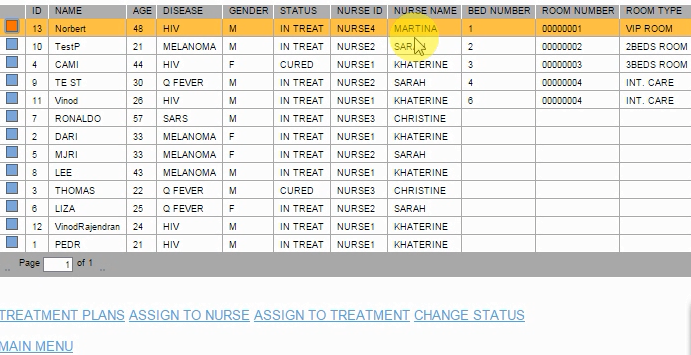 ID NAME AGE DISEASE GENDER STATUS NURSE ID NURSE NAME BED NUMBER ROOM NUMBER ROOM TYPE
13 Norbert 48 HIV M IN TREAT NURSE4 MARTINA 1 00000001 VIP ROOM
10 TestP 21 MELANOMA M IN TREAT NURSE2 SARAH 2 00000002 2BEDS ROOM
4 CAMI 44 HIV F CURED NURSE1 KHATERINE 3 00000003 3BEDS ROOM
9 TE ST 30 Q FEVER M IN TREAT NURSE2 SARAH 4 00000004 INT. CARE
11 Vinod 26 HIV M IN TREAT NURSE1 KHATERINE 6 00000004 INT. CARE
7 RONALDO 57 SARS M IN TREAT NURSE3 CHRISTINE
2 DARI 33 MELANOMA F IN TREAT NURSE1 KHATERINE
5 MJRI 33 MELANOMA F IN TREAT NURSE2 SARAH
8 LEE 43 MELANOMA M IN TREAT NURSE1 KHATERINE
3 THOMAS 22 Q FEVER M CURED NURSE3 CHRISTINE
6 LIZA 25 Q FEVER F IN TREAT NURSE2 SARAH
12 VinodRajendran 24 HIV M IN TREAT NURSE1 KHATERINE
1 PEDR 21 HIV M IN TREAT NURSE1 KHATERINE
.. Page 1 of 1 ..
TREATMENT PLANS ASSIGN TO NURSE ASSIGN TO TREATMENT CHANGE STATUS
MAIN MENU